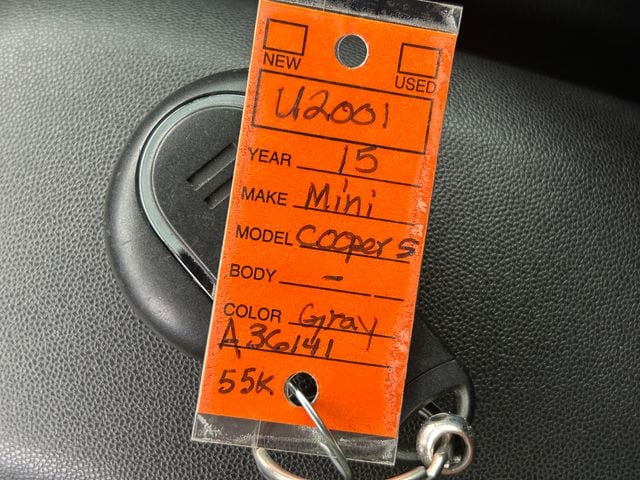 NEW USED
U2001
YEAR 15
MAKE Mini
MODEL Cooper S
BODY -
COLOR Gray
A36141
55K